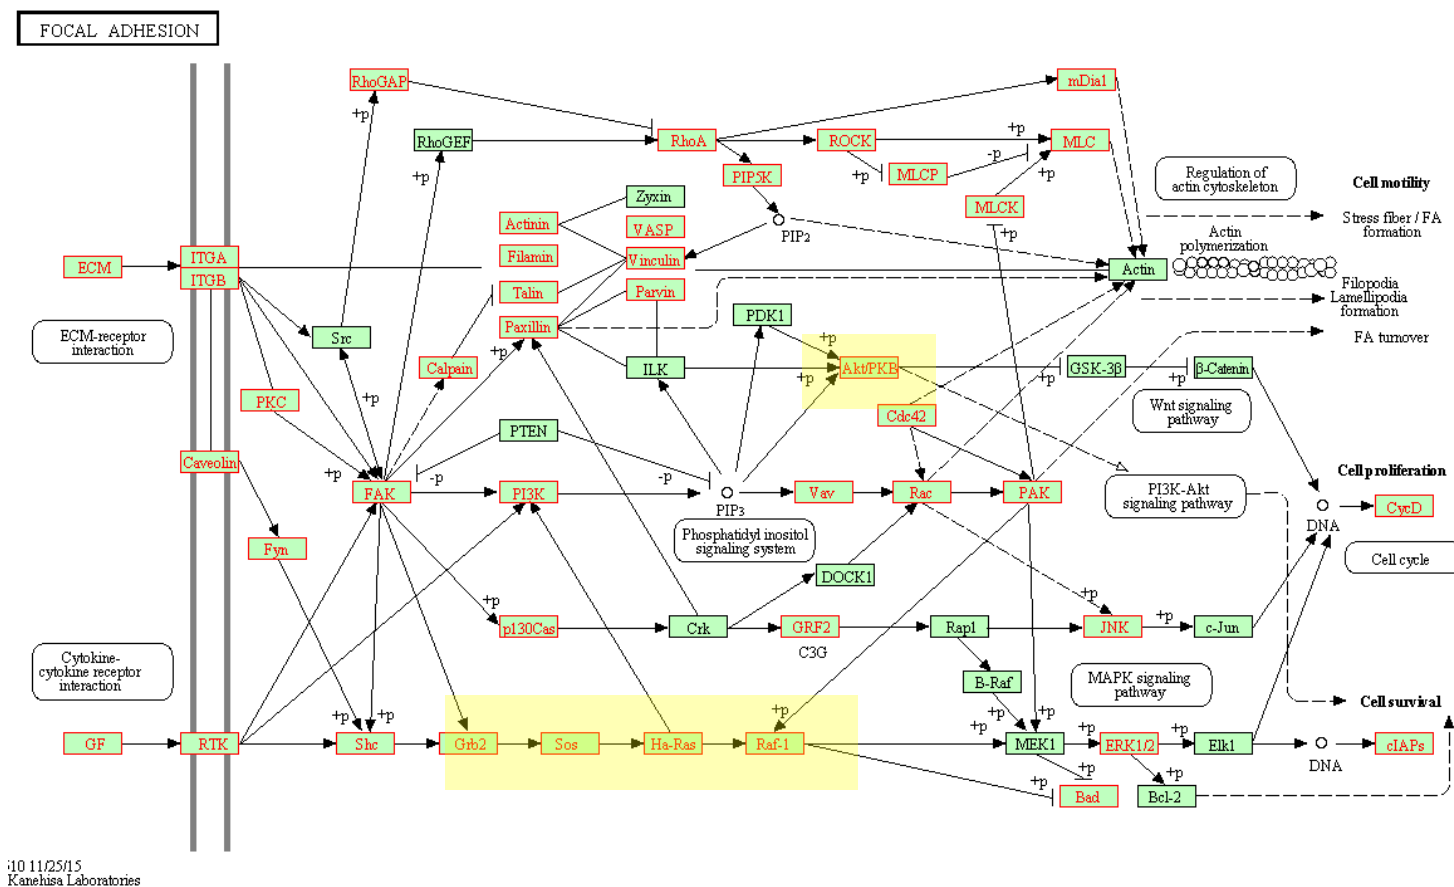 FOCAL ADHESION
RhoGAP
mDia1
+p
+p
RhoGEF
RhoA
ROCK
MLC
+p
-p
+p
+p
PIP5K
MLCP
Regulation of
actin cytoskeleton
Cell motility
Zyxin
MLCK
Stress fiber / FA
formation
Actinin
VASP
PIP2
+p
Actin
polymerization
ITGA
Filamin
Vinculin
ECM
Actin
ITGB
Filopodia
Lamellipodia
formation
Talin
Parvin
Paxillin
PDK1
ECM-receptor
interaction
Src
+p
+p
FA turnover
Calpain
ILK
+p
Akt/PKB
+p
GSK-3β
+p
β-Catenin
PKC
+p
Cdc42
Wnt signaling
pathway
PTEN
Caveolin
+p
-p
-p
Cell proliferation
FAK
PI3K
PIP3
Vav
Rac
PAK
PI3K-Akt
signaling pathway
DNA
CycD
Phosphatidyl inositol
signaling system
Fyn
Cell cycle
DOCK1
+p
+p
+p
p130Cas
Crk
GRF2
Rap1
JNK
c-Jun
C3G
Cytokine-
cytokine receptor
interaction
B-Raf
MAPK signaling
pathway
Cell survival
+p
+p
+p
+p
+p
+p
+p
+p
GF
RTK
Shc
Grb2
Sos
Ha-Ras
Raf-1
MEK1
ERK1/2
Elk1
DNA
cIAPs
+p
+p
+p
Bad
Bcl-2
10 11/25/15
Kanehisa Laboratories